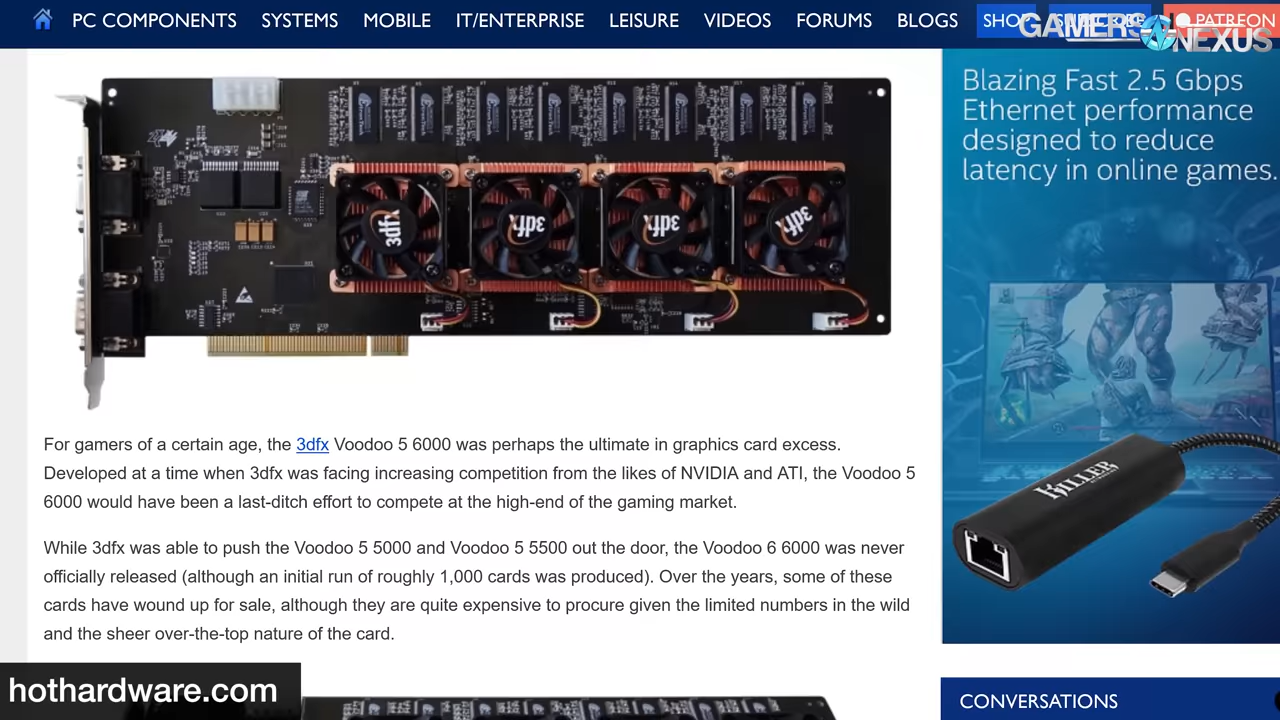 PC COMPONENTS SYSTEMS MOBILE IT/ENTERPRISE LEISURE VIDEOS FORUMS BLOGS SHOP SUBSCRIBE PATREON
GAMERS NEXUS
Blazing Fast 2.5 Gbps
Ethernet performance
designed to reduce
latency in online games.
3dfx 3dfx 3dfx 3dfx
For gamers of a certain age, the 3dfx Voodoo 5 6000 was perhaps the ultimate in graphics card excess.
Developed at a time when 3dfx was facing increasing competition from the likes of NVIDIA and ATI, the Voodoo 5
6000 would have been a last-ditch effort to compete at the high-end of the gaming market.
KILLER
While 3dfx was able to push the Voodoo 5 5000 and Voodoo 5 5500 out the door, the Voodoo 6 6000 was never
officially released (although an initial run of roughly 1,000 cards was produced). Over the years, some of these
cards have wound up for sale, although they are quite expensive to procure given the limited numbers in the wild
and the sheer over-the-top nature of the card.
hothardware.com
CONVERSATIONS